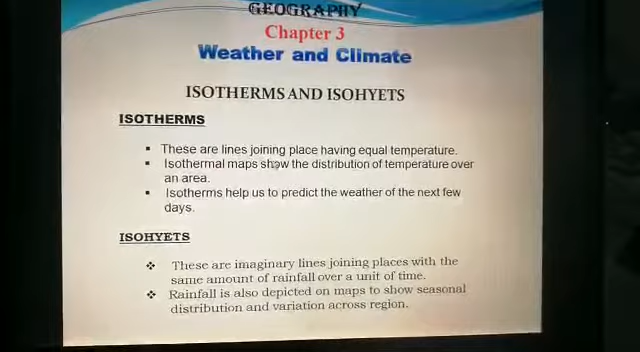 GEOGRAPHY
Chapter 3
Weather and Climate
ISOTHERMS AND ISOHYETS
ISOTHERMS
▪ These are lines joining place having equal temperature.
▪ Isothermal maps show the distribution of temperature over
an area.
▪ Isotherms help us to predict the weather of the next few
days.
ISOHYETS
❖ These are imaginary lines joining places with the
same amount of rainfall over a unit of time.
❖ Rainfall is also depicted on maps to show seasonal
distribution and variation across region.